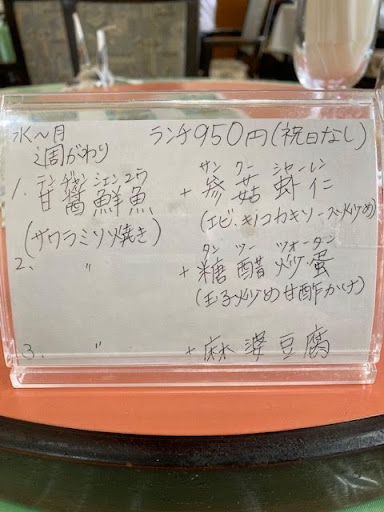 水～月 ランチ950円(祝日なし)
週がわり
テンヂャンシェンユウ サン クー シャーレン
1. 甘醤鮮魚 + 参菇虾仁
(サワラミソ焼き) (エビ、キノコカキソース炒め)
タン ツー ツォータン
2. 〃 + 糖醋炒蛋
(玉子炒め甘酢かけ)
3. 〃 + 麻婆豆腐